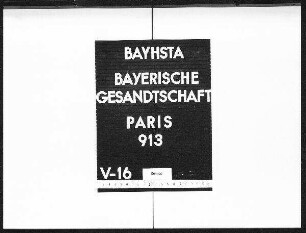 BAYHSTA
BAYERISCHE
GESANDTSCHAFT
PARIS
913
V-16